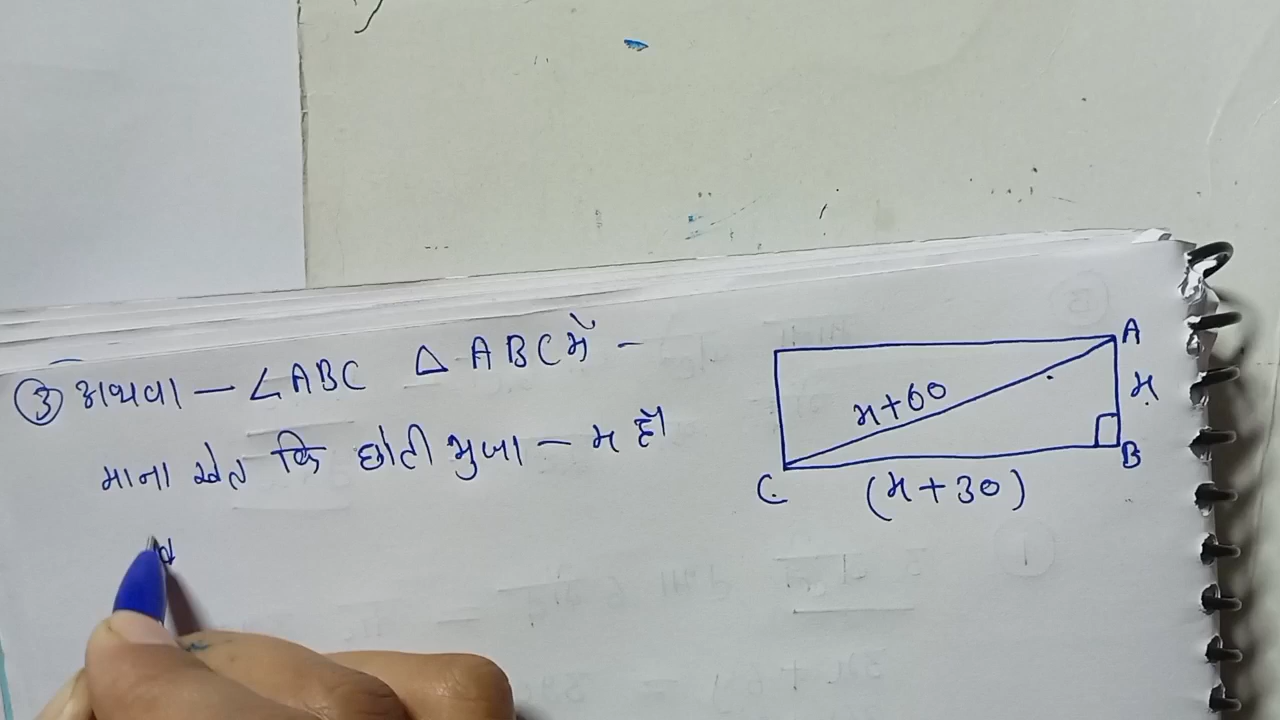 ③ अथवा — ∠ABC △ ABC में –
माना खेत कि छोटी भुजा – x है।
A
x
x+60
B
C
(x+30)